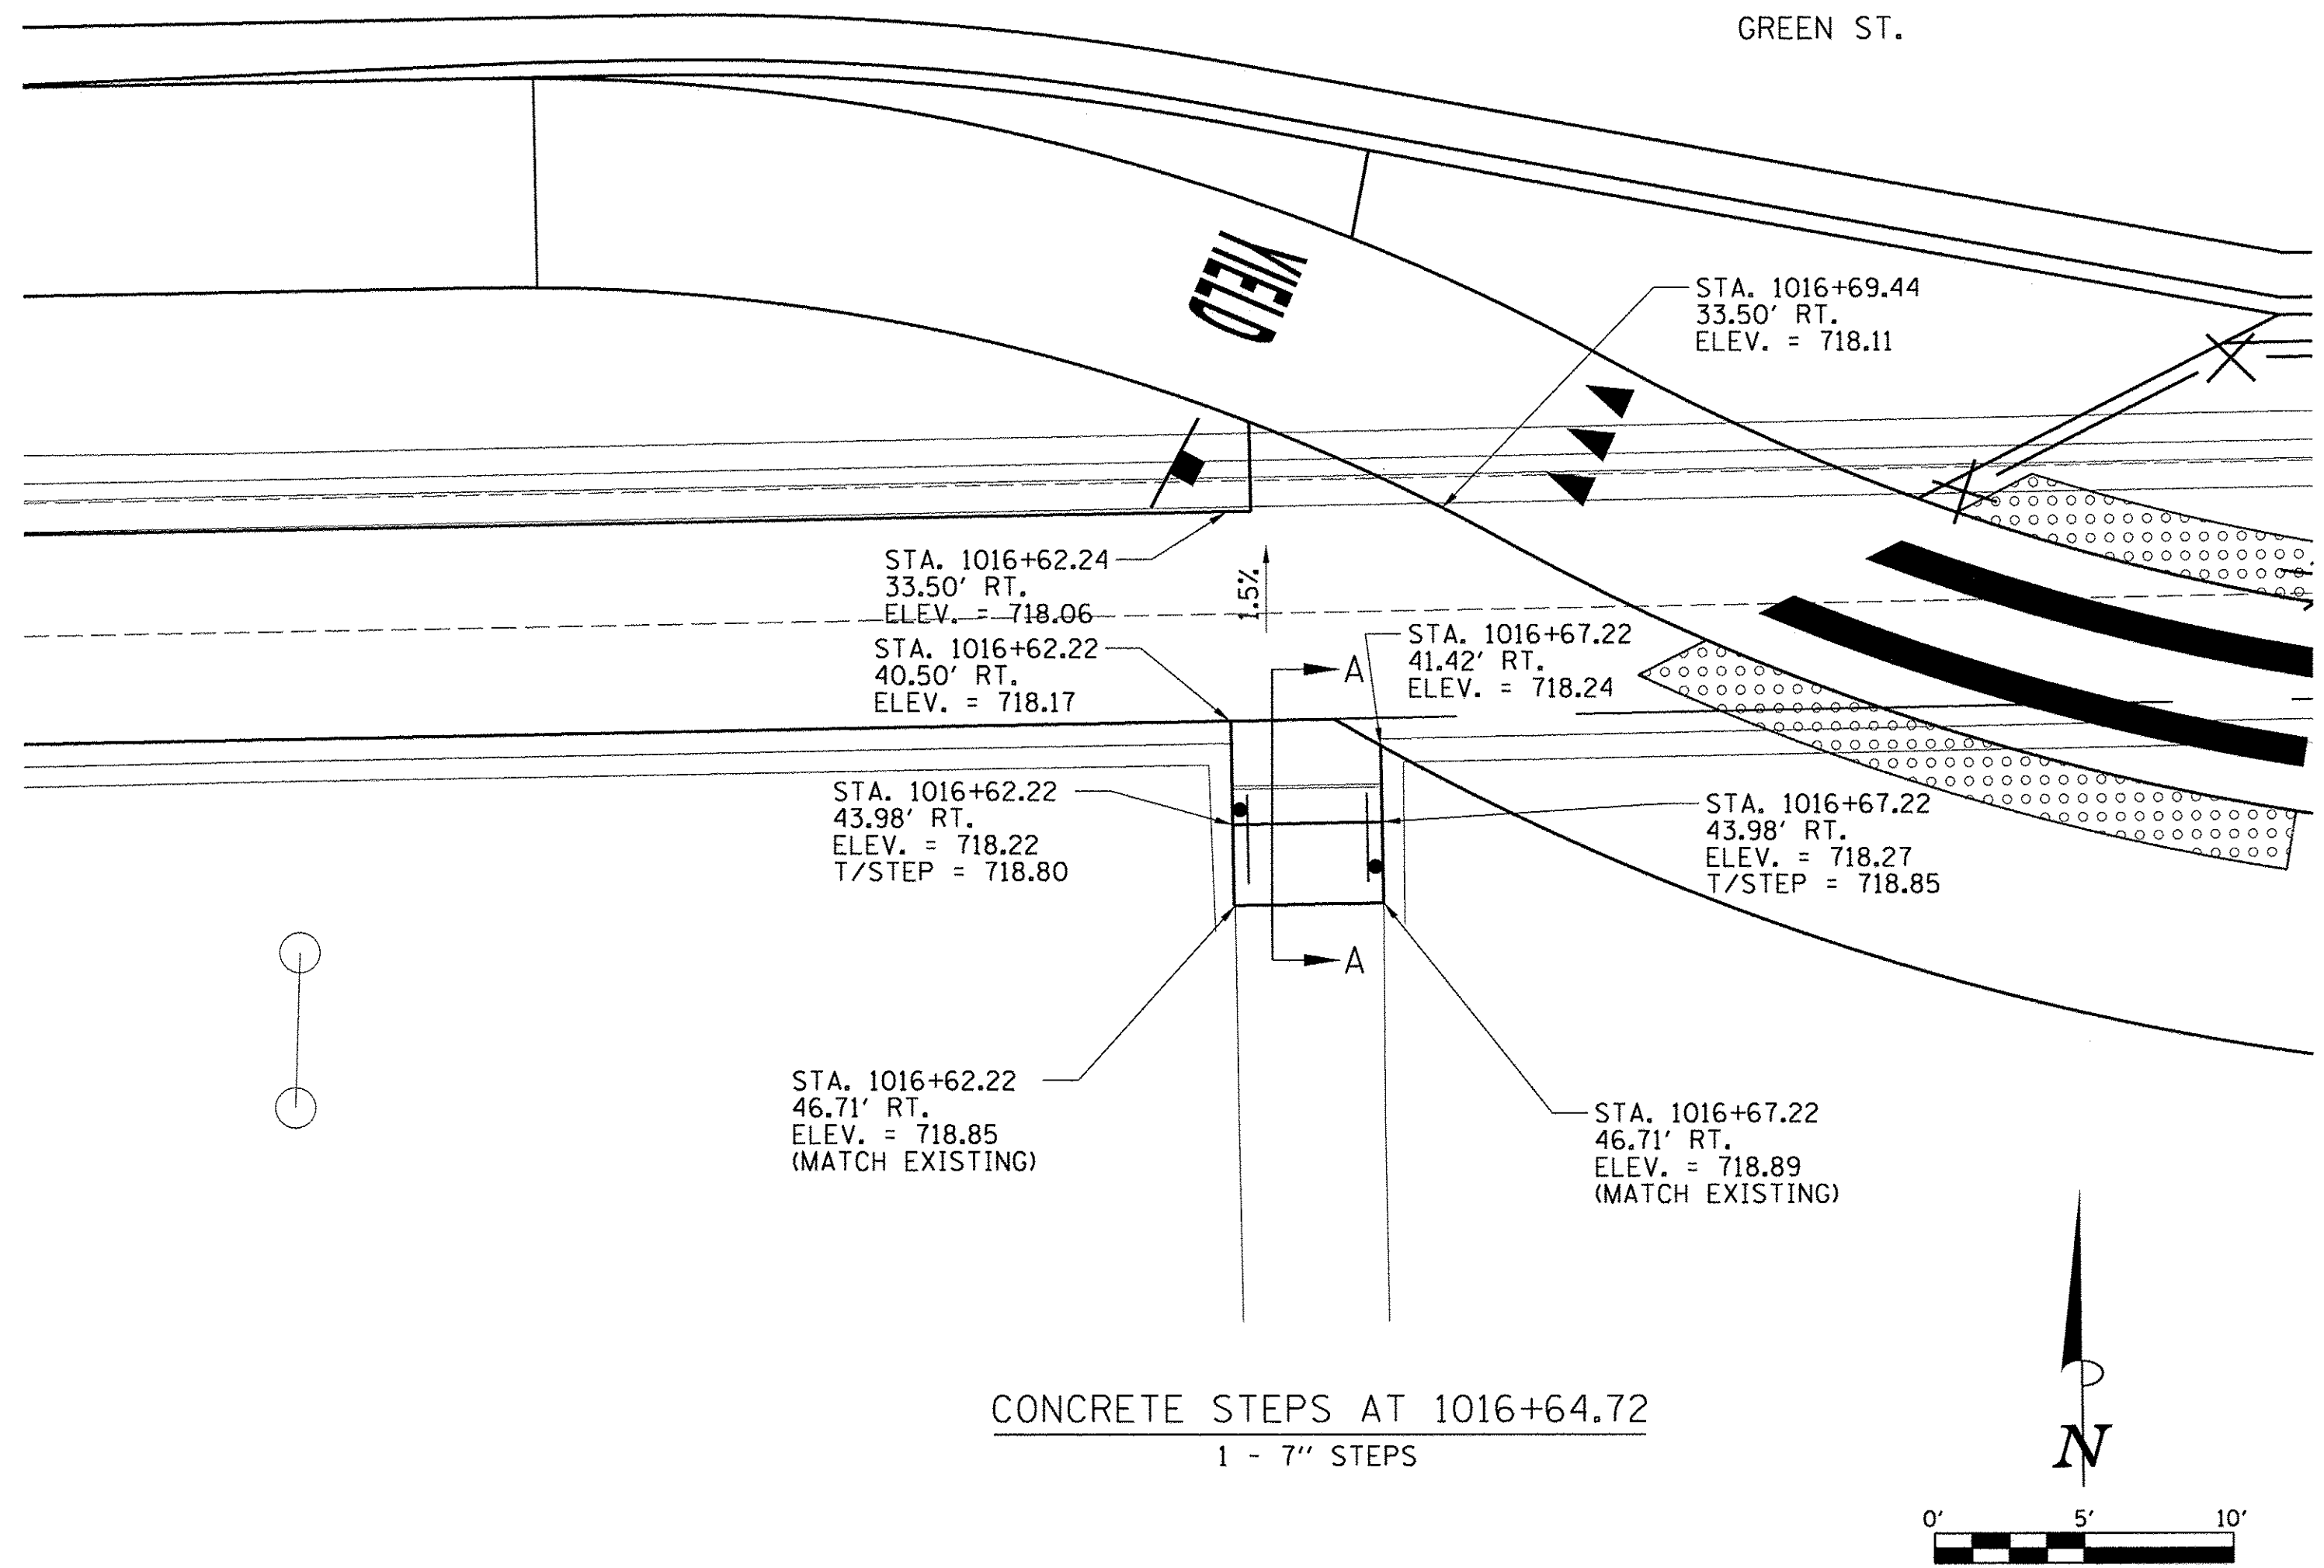 GREEN ST.
YIELD
STA. 1016+69.44
33.50' RT.
ELEV. = 718.11
STA. 1016+62.24
33.50' RT.
ELEV. = 718.06
1.5%
STA. 1016+62.22
40.50' RT.
ELEV. = 718.17
STA. 1016+67.22
41.42' RT.
ELEV. = 718.24
A
A
STA. 1016+62.22
43.98' RT.
ELEV. = 718.22
T/STEP = 718.80
STA. 1016+67.22
43.98' RT.
ELEV. = 718.27
T/STEP = 718.85
STA. 1016+62.22
46.71' RT.
ELEV. = 718.85
(MATCH EXISTING)
STA. 1016+67.22
46.71' RT.
ELEV. = 718.89
(MATCH EXISTING)
CONCRETE STEPS AT 1016+64.72
1 - 7" STEPS
N
0' 5' 10'